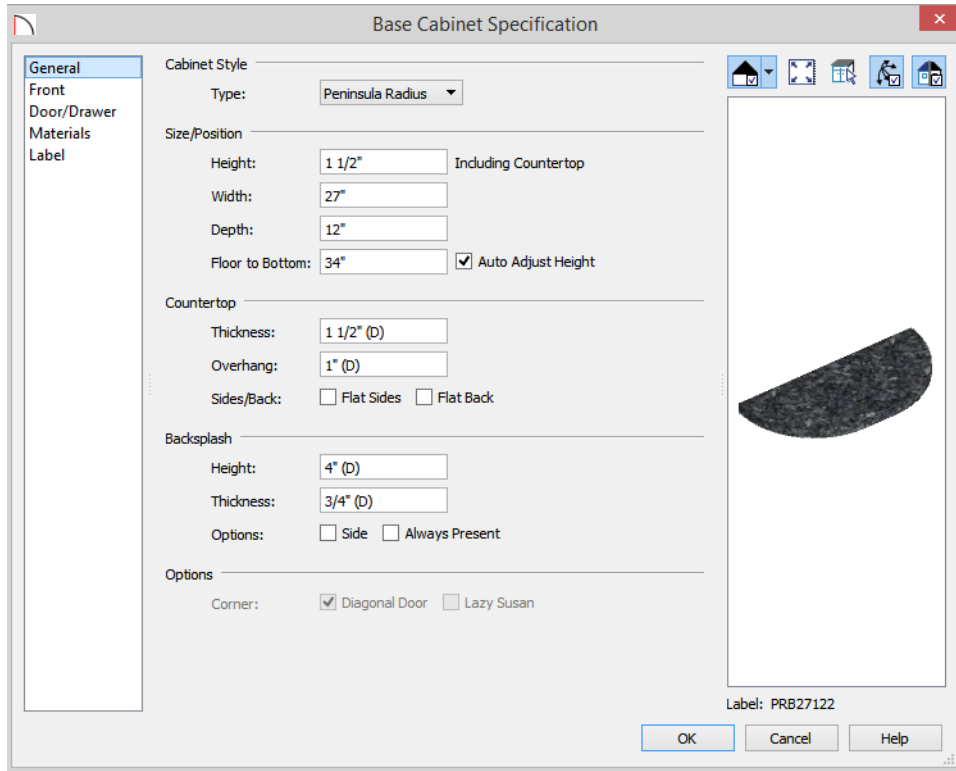 Base Cabinet Specification
General
Front
Door/Drawer
Materials
Label
Cabinet Style
Type: Peninsula Radius
Size/Position
Height: 1 1/2" Including Countertop
Width: 27"
Depth: 12"
Floor to Bottom: 34" Auto Adjust Height
Countertop
Thickness: 1 1/2" (D)
Overhang: 1" (D)
Sides/Back: Flat Sides Flat Back
Backsplash
Height: 4" (D)
Thickness: 3/4" (D)
Options: Side Always Present
Options
Corner: Diagonal Door Lazy Susan
Label: PRB27122
OK Cancel Help